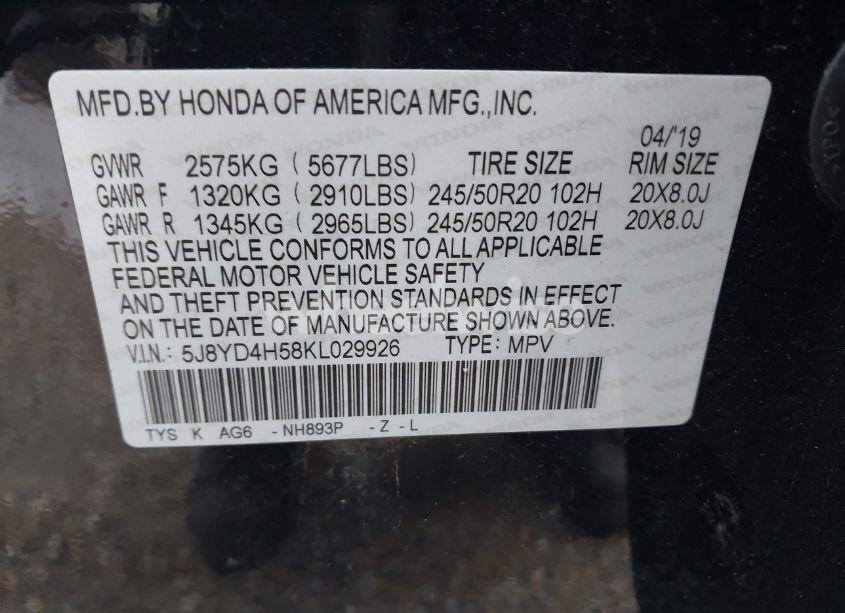 MFD.BY HONDA OF AMERICA MFG.,INC.
04/'19
GVWR 2575KG ( 5677LBS) TIRE SIZE RIM SIZE
GAWR F 1320KG ( 2910LBS) 245/50R20 102H 20X8.0J
GAWR R 1345KG ( 2965LBS) 245/50R20 102H 20X8.0J
THIS VEHICLE CONFORMS TO ALL APPLICABLE
FEDERAL MOTOR VEHICLE SAFETY
AND THEFT PREVENTION STANDARDS IN EFFECT
ON THE DATE OF MANUFACTURE SHOWN ABOVE.
V.I.N.: 5J8YD4H58KL029926 TYPE: MPV
TYS K AG6 -NH893P -Z -L